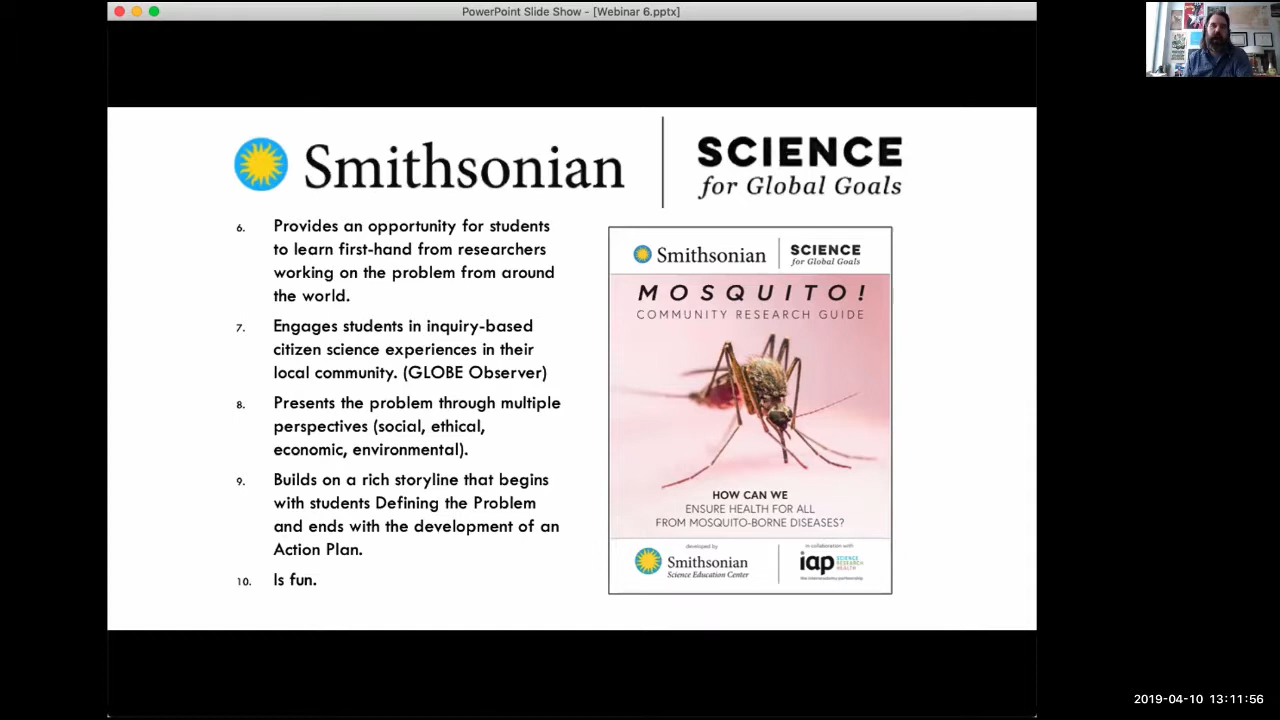 PowerPoint Slide Show - [Webinar 6.pptx]
Smithsonian
SCIENCE
for Global Goals
6. Provides an opportunity for students
to learn first-hand from researchers
working on the problem from around
the world.
7. Engages students in inquiry-based
citizen science experiences in their
local community. (GLOBE Observer)
8. Presents the problem through multiple
perspectives (social, ethical,
economic, environmental).
9. Builds on a rich storyline that begins
with students Defining the Problem
and ends with the development of an
Action Plan.
10. Is fun.
Smithsonian
SCIENCE
for Global Goals
MOSQUITO!
COMMUNITY RESEARCH GUIDE
HOW CAN WE
ENSURE HEALTH FOR ALL
FROM MOSQUITO-BORNE DISEASES?
developed by
Smithsonian
Science Education Center
in collaboration with
iap
SCIENCE
RESEARCH
HEALTH
the interacademy partnership
2019-04-10 13:11:56